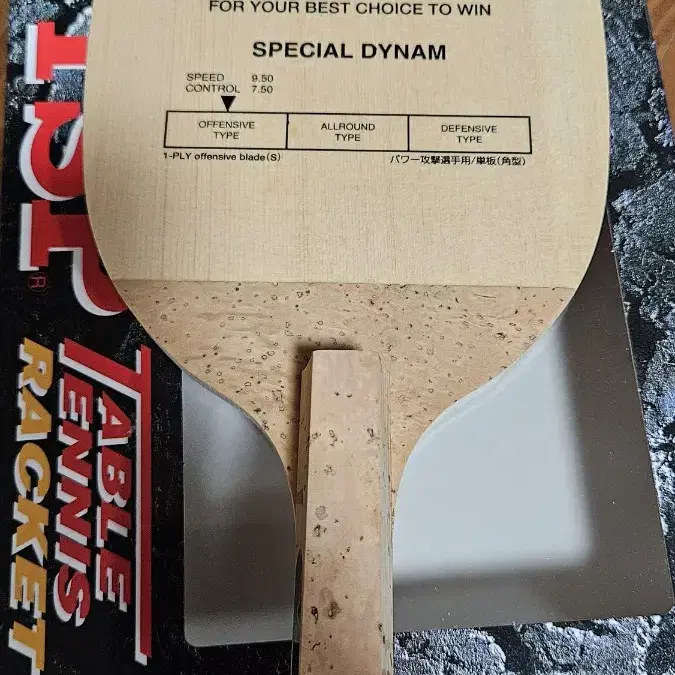 FOR YOUR BEST CHOICE TO WIN
SPECIAL DYNAM
SPEED 9.50
CONTROL 7.50
OFFENSIVE TYPE
ALLROUND TYPE
DEFENSIVE TYPE
1-PLY offensive blade(S)
パワー攻撃選手用/単板(角型)
TSP®
TABLE
TENNIS
RACKET